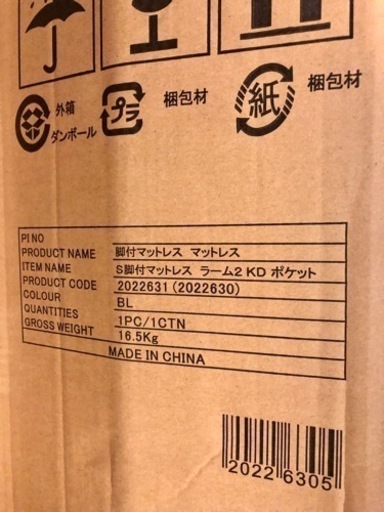 外箱
ダンボール
プラ
梱包材
紙
梱包材
PI NO
PRODUCT NAME 脚付マットレス マットレス
ITEM NAME S脚付マットレス ラーム2 KD ポケット
PRODUCT CODE 2022631 (2022630)
COLOUR BL
QUANTITIES 1PC/1CTN
GROSS WEIGHT 16.5Kg
MADE IN CHINA
2022 6305